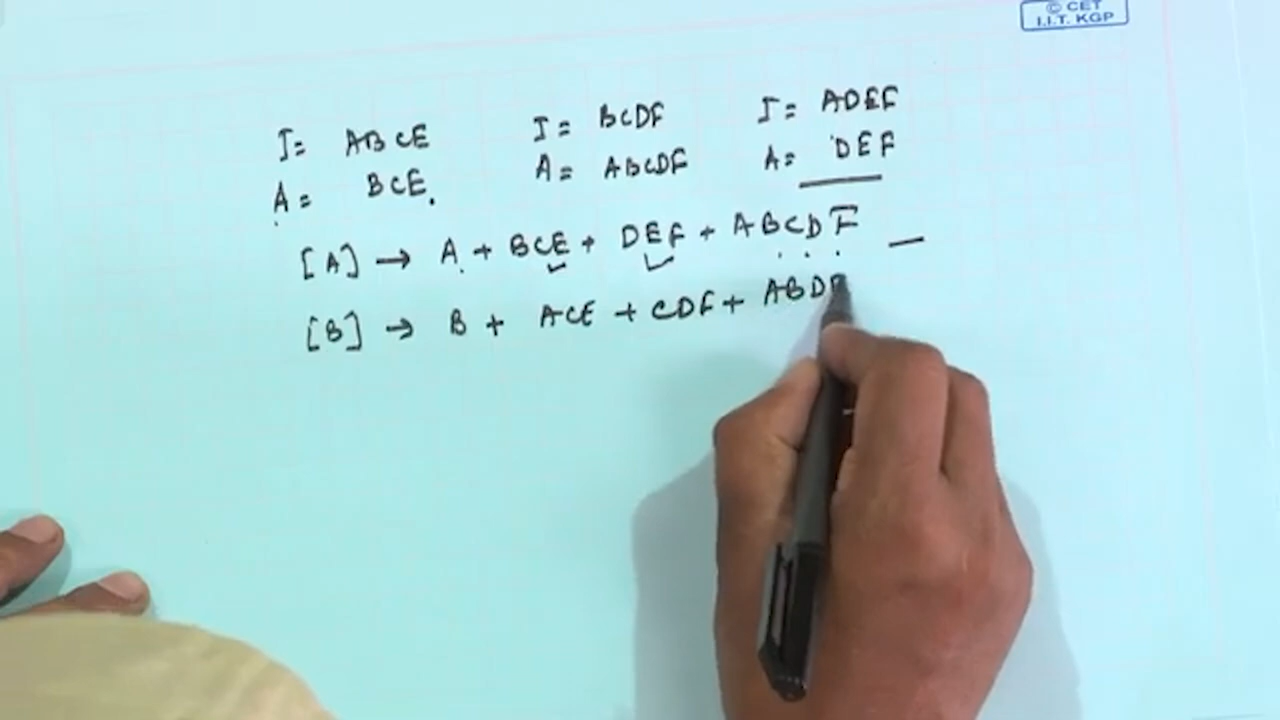 © CET
I.I.T. KGP
I = ABCE I = BCDF I = ADEF
A = BCE. A = ABCDF A = DEF
[A] → A + BCE + DEF + ABCDF —
[B] → B + ACE + CDF + ABD